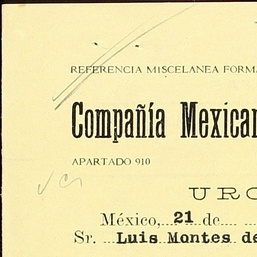 REFERENCIA MISCELANEA FORMA
Compañía Mexican
APARTADO 910
URG
México, 21 de
Sr. Luis Montes de